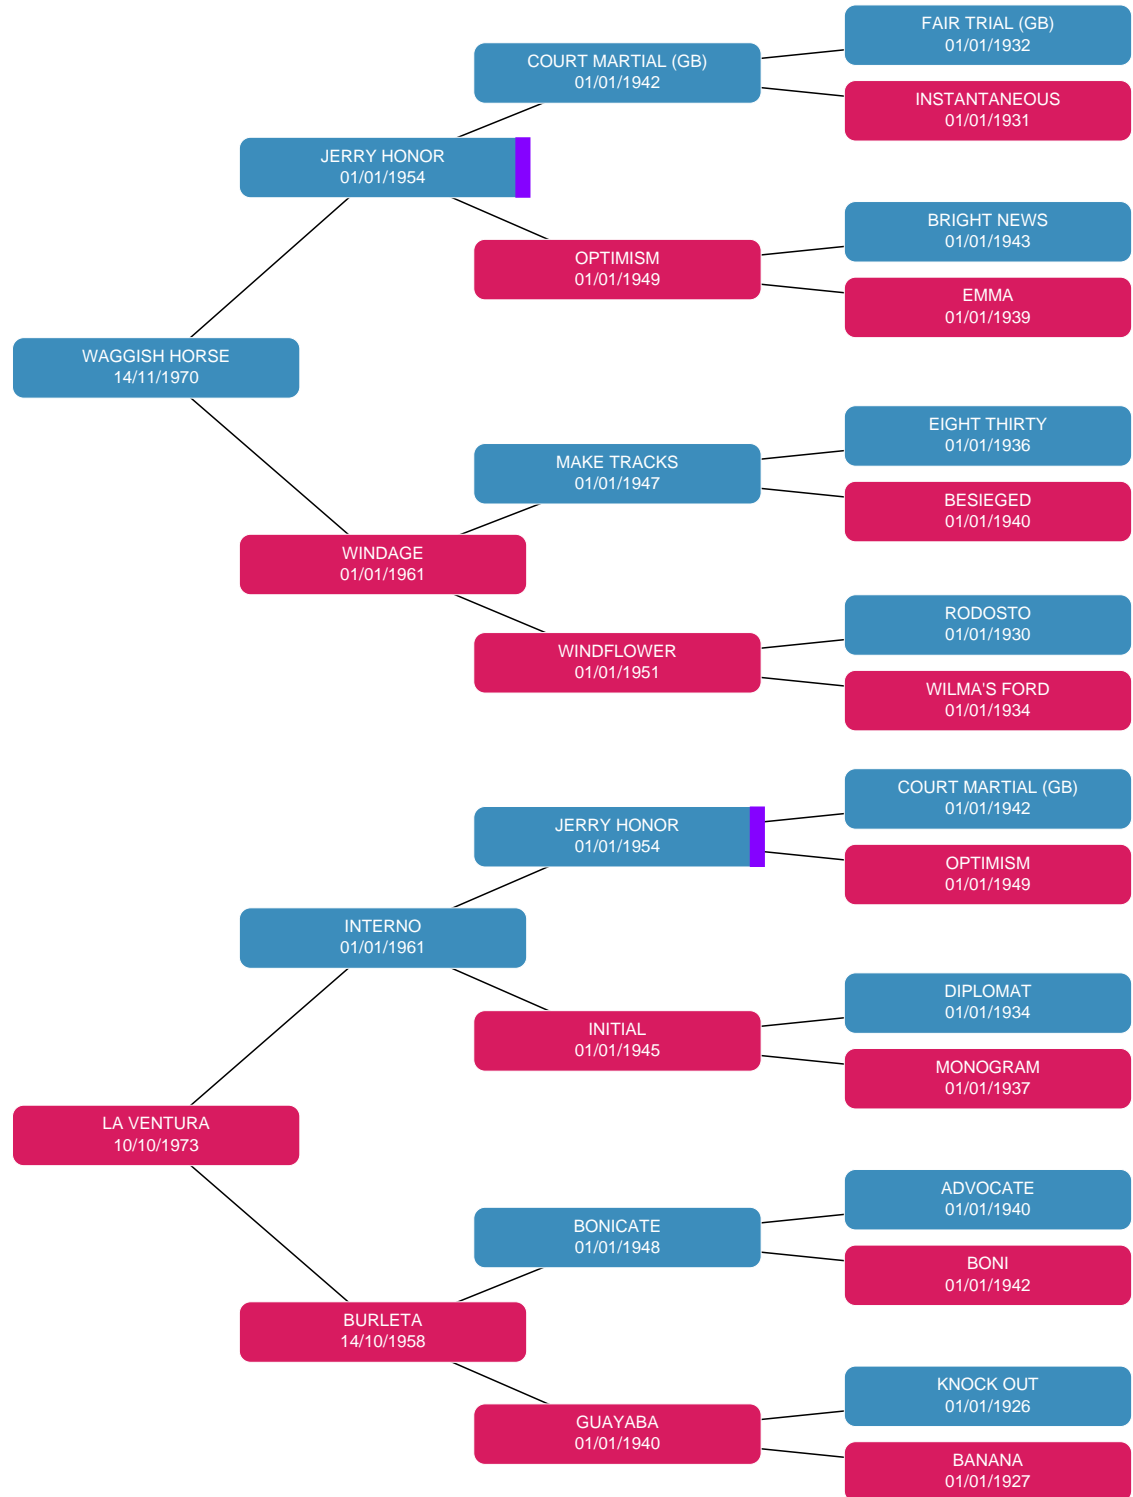 FAIR TRIAL (GB)
01/01/1932
COURT MARTIAL (GB)
01/01/1942
INSTANTANEOUS
01/01/1931
JERRY HONOR
01/01/1954
BRIGHT NEWS
01/01/1943
OPTIMISM
01/01/1949
EMMA
01/01/1939
WAGGISH HORSE
14/11/1970
EIGHT THIRTY
01/01/1936
MAKE TRACKS
01/01/1947
BESIEGED
01/01/1940
WINDAGE
01/01/1961
RODOSTO
01/01/1930
WINDFLOWER
01/01/1951
WILMA'S FORD
01/01/1934
COURT MARTIAL (GB)
01/01/1942
JERRY HONOR
01/01/1954
OPTIMISM
01/01/1949
INTERNO
01/01/1961
DIPLOMAT
01/01/1934
INITIAL
01/01/1945
MONOGRAM
01/01/1937
LA VENTURA
10/10/1973
ADVOCATE
01/01/1940
BONICATE
01/01/1948
BONI
01/01/1942
BURLETA
14/10/1958
KNOCK OUT
01/01/1926
GUAYABA
01/01/1940
BANANA
01/01/1927